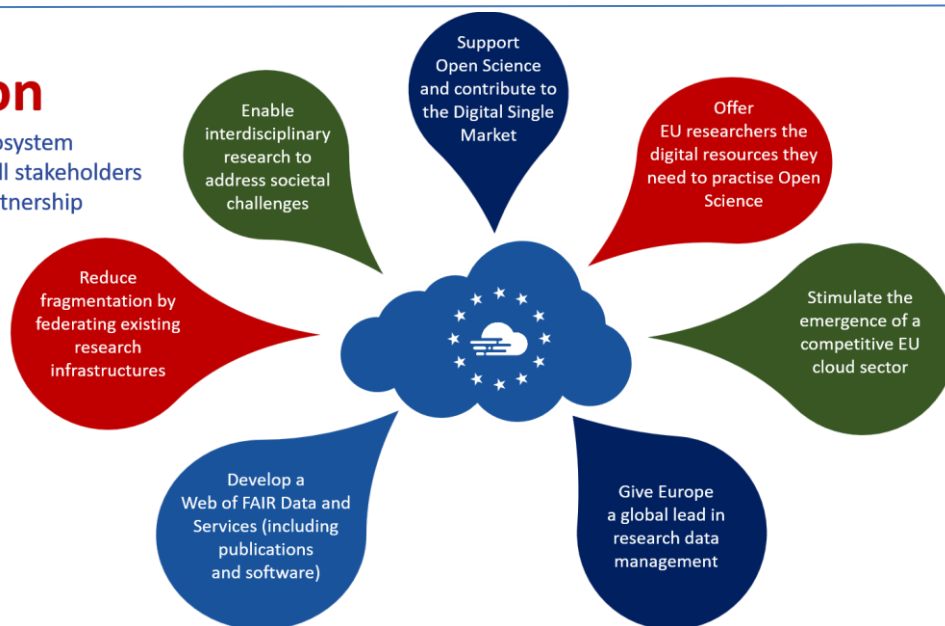 on
osystem
ll stakeholders
tnership
Support
Open Science
and contribute to
the Digital Single
Market
Enable
interdisciplinary
research to
address societal
challenges
Offer
EU researchers the
digital resources they
need to practise Open
Science
Reduce
fragmentation by
federating existing
research
infrastructures
Stimulate the
emergence of a
competitive EU
cloud sector
Develop a
Web of FAIR Data and
Services (including
publications
and software)
Give Europe
a global lead in
research data
management